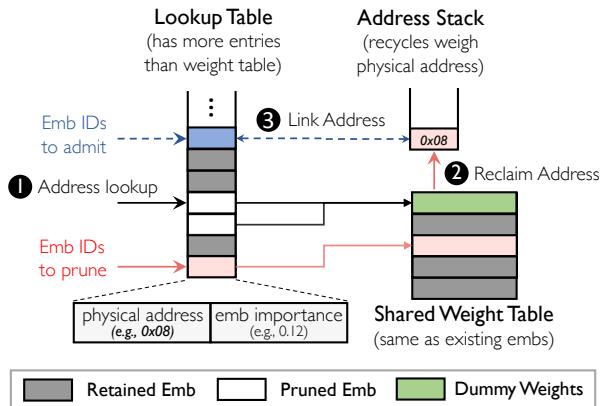 Lookup Table
(has more entries
than weight table)
Address Stack
(recycles weigh
physical address)
Emb IDs
to admit
3 Link Address
0x08
1 Address lookup
2 Reclaim Address
Emb IDs
to prune
physical address
(e.g., 0x08)
emb importance
(e.g., 0.12)
Shared Weight Table
(same as existing embs)
Retained Emb
Pruned Emb
Dummy Weights